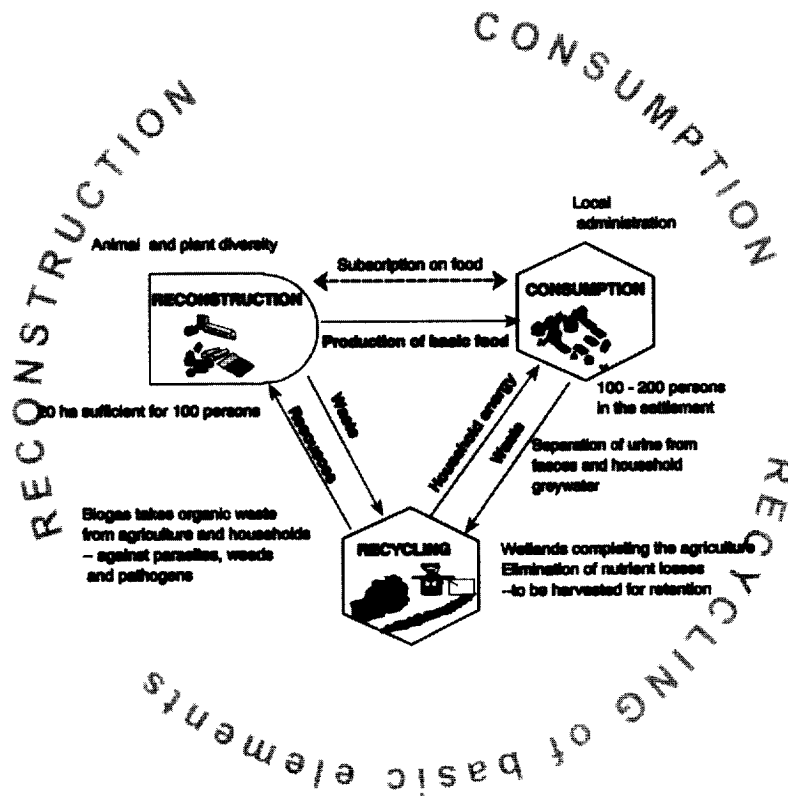 CONSUMPTION
RECONSTRUCTION
Local
administration
Animal and plant diversity
Subscription on food
RECONSTRUCTION
CONSUMPTION
Production of basic food
100 - 200 persons
in the settlement
20 ha sufficient for 100 persons
Waste
Resources
Household energy
Waste
Separation of urine from
faeces and household
greywater
Biogas takes organic waste
from agriculture and households
-- against parasites, weeds
and pathogens
RECYCLING
Wetlands completing the agriculture
Elimination of nutrient losses
--to be harvested for retention
RECYCLING of basic elements